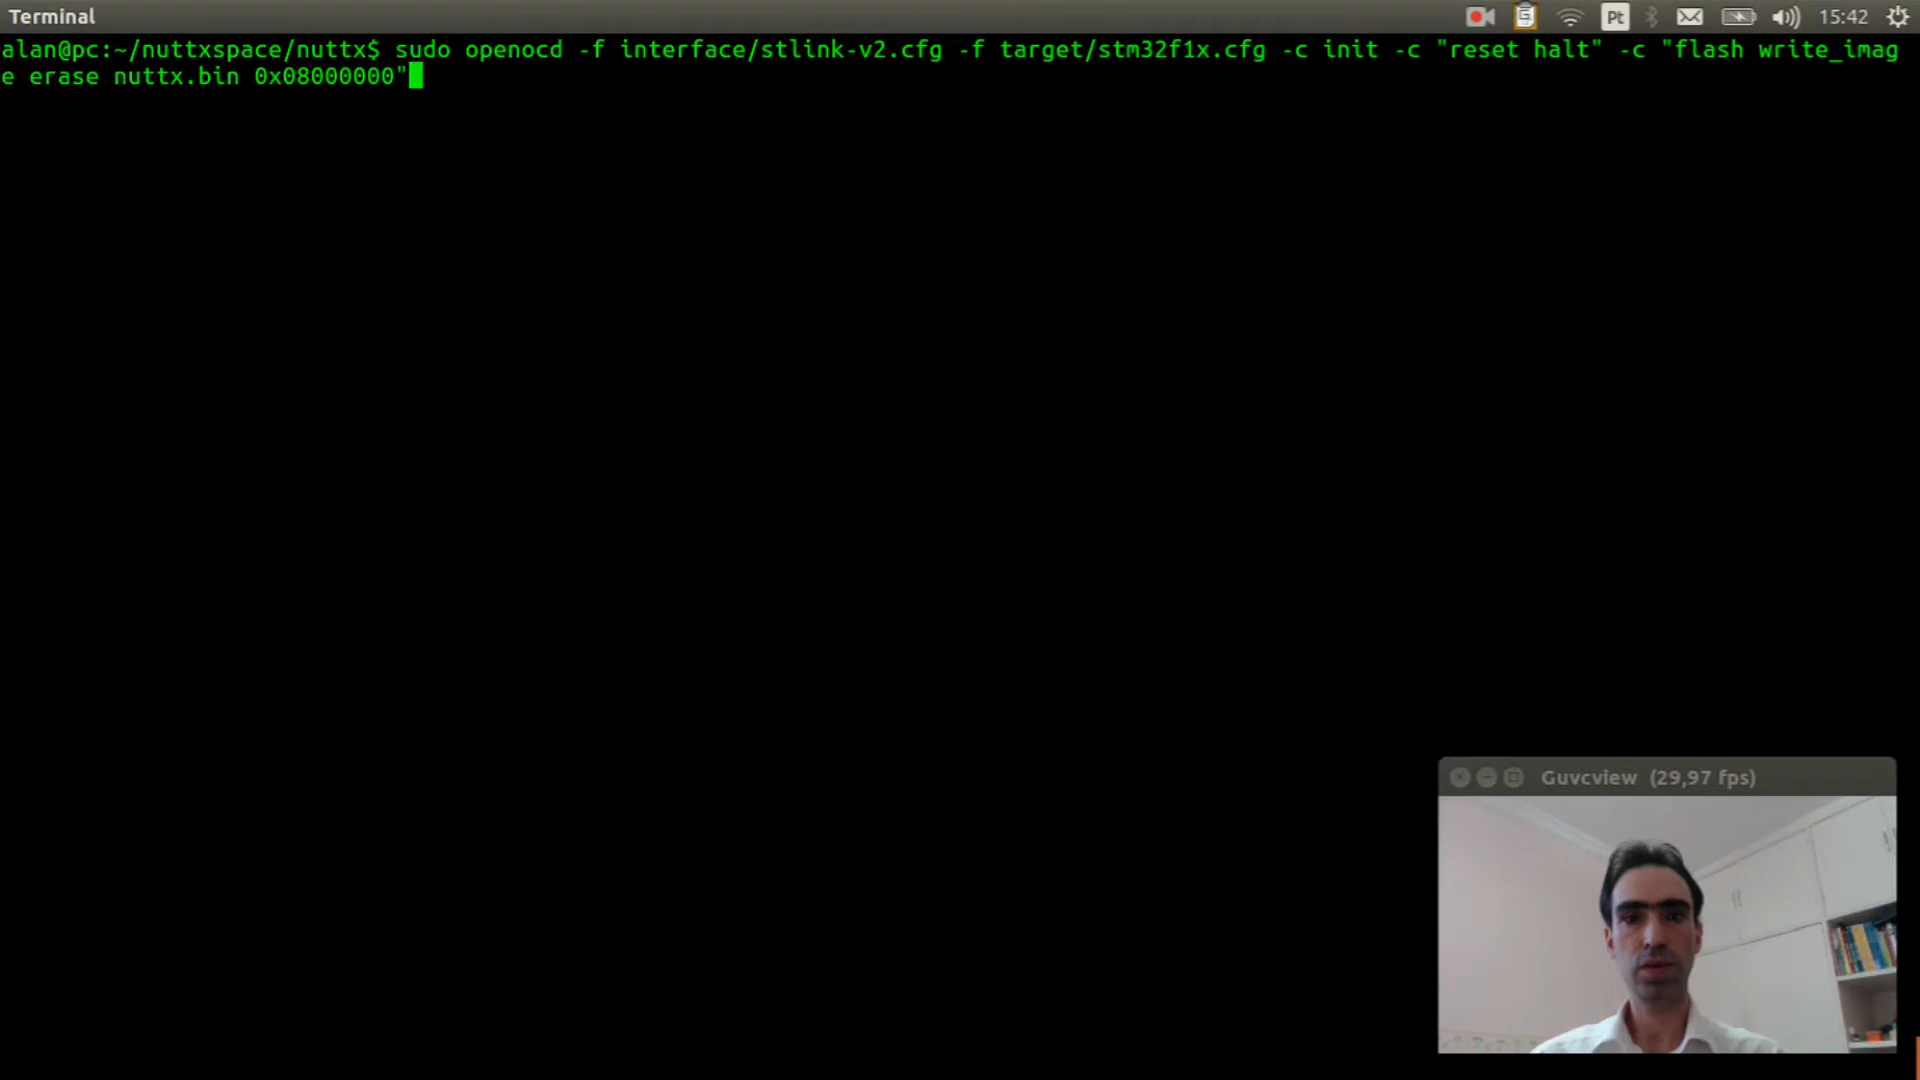 Terminal
Pt
15:42
alan@pc:~/nuttxspace/nuttx$ sudo openocd -f interface/stlink-v2.cfg -f target/stm32f1x.cfg -c init -c "reset halt" -c "flash write_imag
e erase nuttx.bin 0x08000000"
Guvcview (29,97 fps)